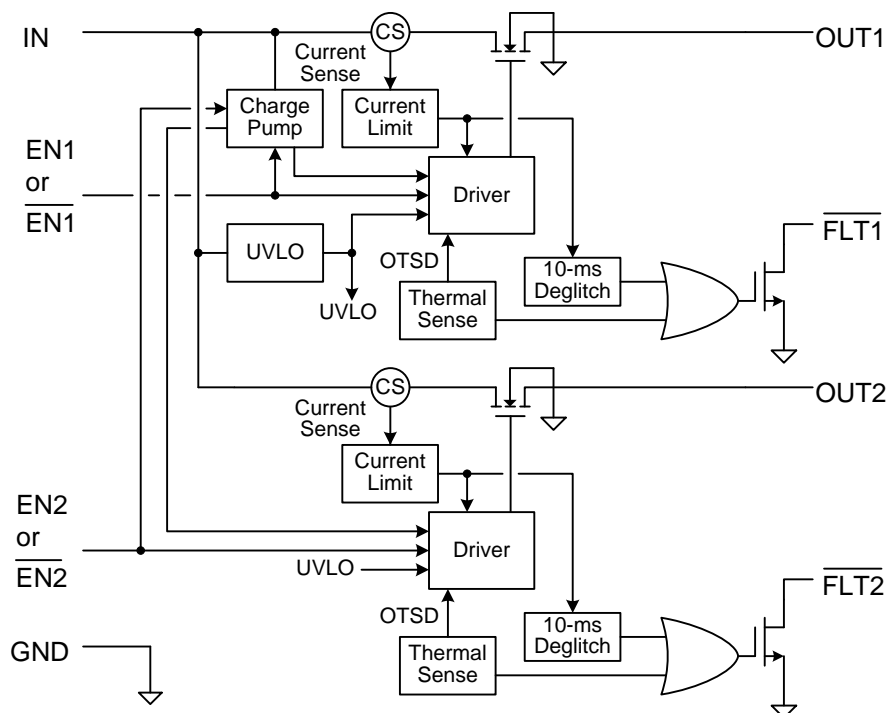 IN
CS
OUT1
Current
Sense
Charge
Pump
Current
Limit
EN1
or
EN1
Driver
FLT1
UVLO
OTSD
10-ms
Deglitch
UVLO
Thermal
Sense
CS
OUT2
Current
Sense
Current
Limit
EN2
or
EN2
Driver
UVLO
FLT2
OTSD
10-ms
Deglitch
GND
Thermal
Sense